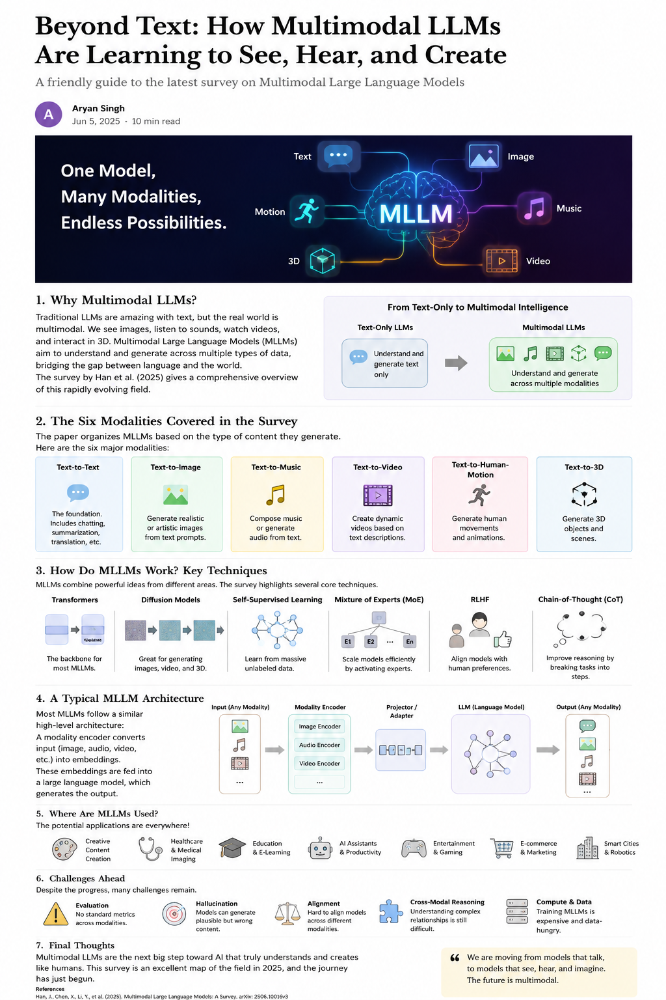 Beyond Text: How Multimodal LLMs
Are Learning to See, Hear, and Create
A friendly guide to the latest survey on Multimodal Large Language Models
A
Aryan Singh
Jun 5, 2025 · 10 min read
One Model,
Many Modalities,
Endless Possibilities.
Text
Image
Motion
MLLM
Music
3D
Video
1. Why Multimodal LLMs?
Traditional LLMs are amazing with text, but the real world is
multimodal. We see images, listen to sounds, watch videos,
and interact in 3D. Multimodal Large Language Models (MLLMs)
aim to understand and generate across multiple types of data,
bridging the gap between language and the world.
The survey by Han et al. (2025) gives a comprehensive overview
of this rapidly evolving field.
From Text-Only to Multimodal Intelligence
Text-Only LLMs
Understand and
generate text
only
Multimodal LLMs
Understand and generate
across multiple modalities
2. The Six Modalities Covered in the Survey
The paper organizes MLLMs based on the type of content they generate.
Here are the six major modalities:
Text-to-Text
The foundation.
Includes chatting,
summarization,
translation, etc.
Text-to-Image
Generate realistic
or artistic images
from text prompts.
Text-to-Music
Compose music
or generate
audio from text.
Text-to-Video
Create dynamic
videos based on
text descriptions.
Text-to-Human-
Motion
Generate human
movements
and animations.
Text-to-3D
Generate 3D
objects and
scenes.
3. How Do MLLMs Work? Key Techniques
MLLMs combine powerful ideas from different areas. The survey highlights several core techniques.
Transformers
The backbone for
most MLLMs.
Diffusion Models
Great for generating
images, video, and 3D.
Self-Supervised Learning
Learn from massive
unlabeled data.
Mixture of Experts (MoE)
E1
E2
...
En
Scale models efficiently
by activating experts.
RLHF
Align models with
human preferences.
Chain-of-Thought (CoT)
Improve reasoning by
breaking tasks into
steps.
4. A Typical MLLM Architecture
Most MLLMs follow a similar
high-level architecture:
A modality encoder converts
input (image, audio, video,
etc.) into embeddings.
These embeddings are fed into
a large language model, which
generates the output.
Input (Any Modality)
...
Modality Encoder
Image Encoder
Audio Encoder
Video Encoder
...
Projector /
Adapter
LLM (Language Model)
Output (Any Modality)
...
5. Where Are MLLMs Used?
The potential applications are everywhere!
Creative
Content
Creation
Healthcare
& Medical
Imaging
Education
& E-Learning
AI Assistants
& Productivity
Entertainment
& Gaming
E-commerce
& Marketing
Smart Cities
& Robotics
6. Challenges Ahead
Despite the progress, many challenges remain.
Evaluation
No standard metrics
across modalities.
Hallucination
Models can generate
plausible but wrong
content.
Alignment
Hard to align models
across different
modalities.
Cross-Modal Reasoning
Understanding complex
relationships is still
difficult.
Compute & Data
Training MLLMs is
expensive and data-
hungry.
7. Final Thoughts
Multimodal LLMs are the next big step toward AI that truly understands and creates
like humans. This survey is an excellent map of the field in 2025, and the journey
has just begun.
“ We are moving from models that talk,
to models that see, hear, and imagine.
The future is multimodal.
References
Han, J., Chen, X., Li, Y., et al. (2025). Multimodal Large Language Models: A Survey. arXiv: 2506.10016v3